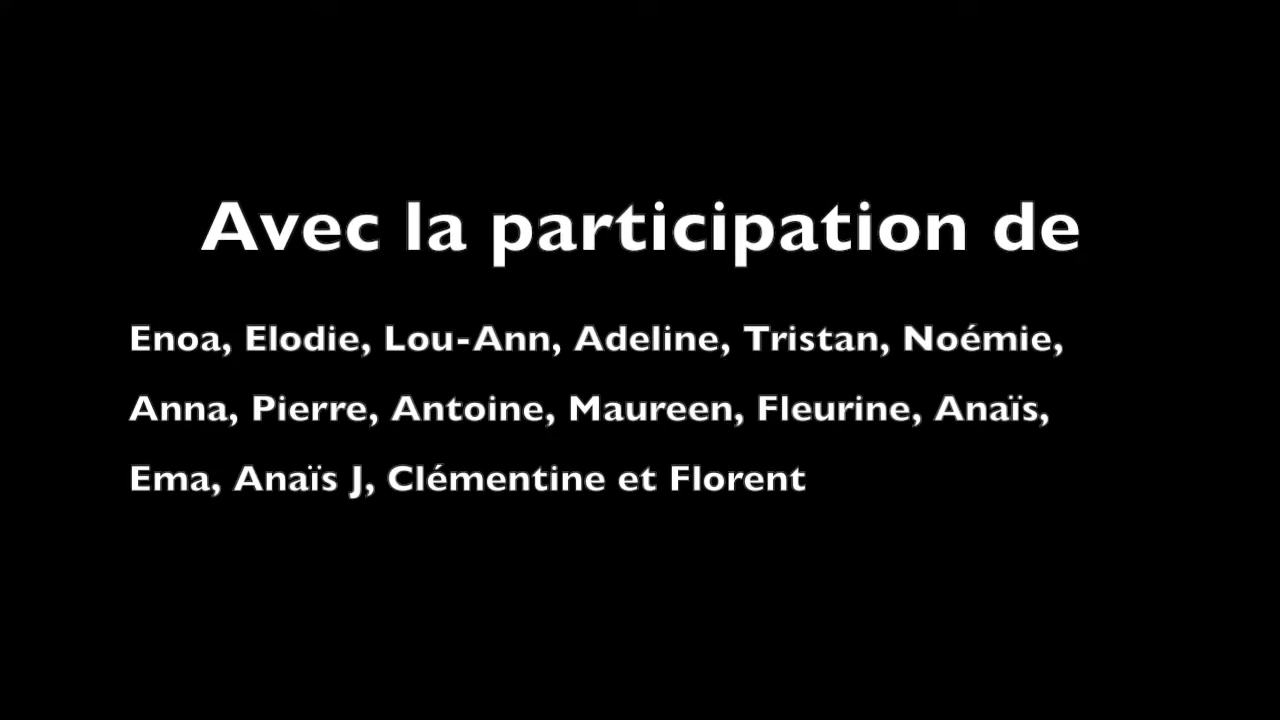 Avec la participation de
Enoa, Elodie, Lou-Ann, Adeline, Tristan, Noémie,
Anna, Pierre, Antoine, Maureen, Fleurine, Anaïs,
Ema, Anaïs J, Clémentine et Florent